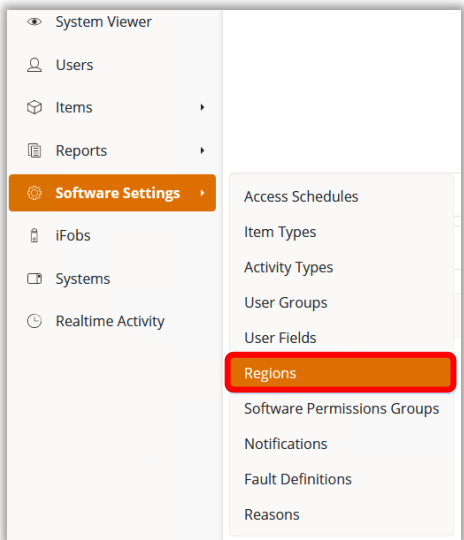 System Viewer
Users
Items
Reports
Software Settings
iFobs
Systems
Realtime Activity
Access Schedules
Item Types
Activity Types
User Groups
User Fields
Regions
Software Permissions Groups
Notifications
Fault Definitions
Reasons